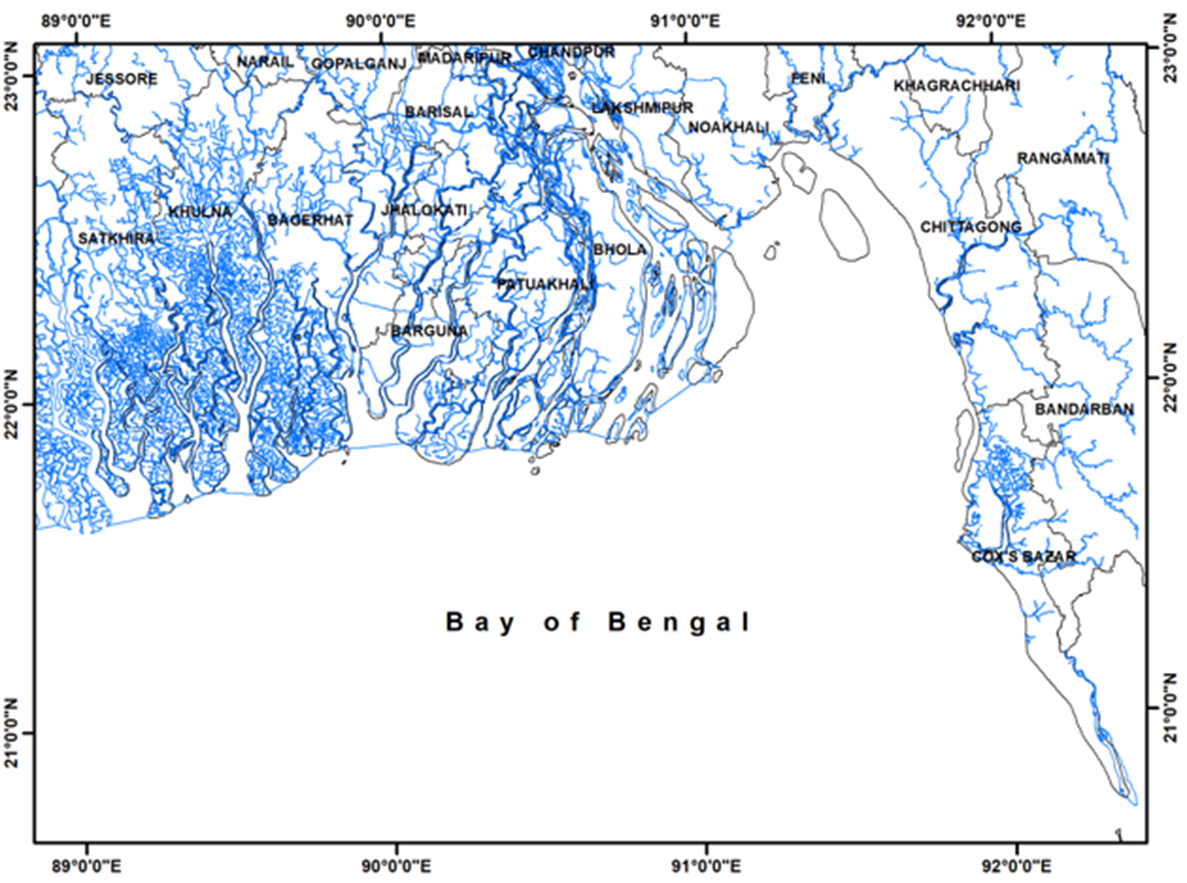 89°0'0"E 90°0'0"E 91°0'0"E 92°0'0"E
23°0'0"N 23°0'0"N
CHANDPUR
MADARIPUR
NARAIL GOPALGANJ
JESSORE FENI
KHAGRACHHARI
BARISAL LAKSHMIPUR
NOAKHALI
RANGAMATI
KHULNA JHALOKATI
BAGERHAT
CHITTAGONG
SATKHIRA
BHOLA
PATUAKHALI
BARGUNA
22°0'0"N 22°0'0"N
BANDARBAN
COX'S BAZAR
Bay of Bengal
21°0'0"N 21°0'0"N
89°0'0"E 90°0'0"E 91°0'0"E 92°0'0"E